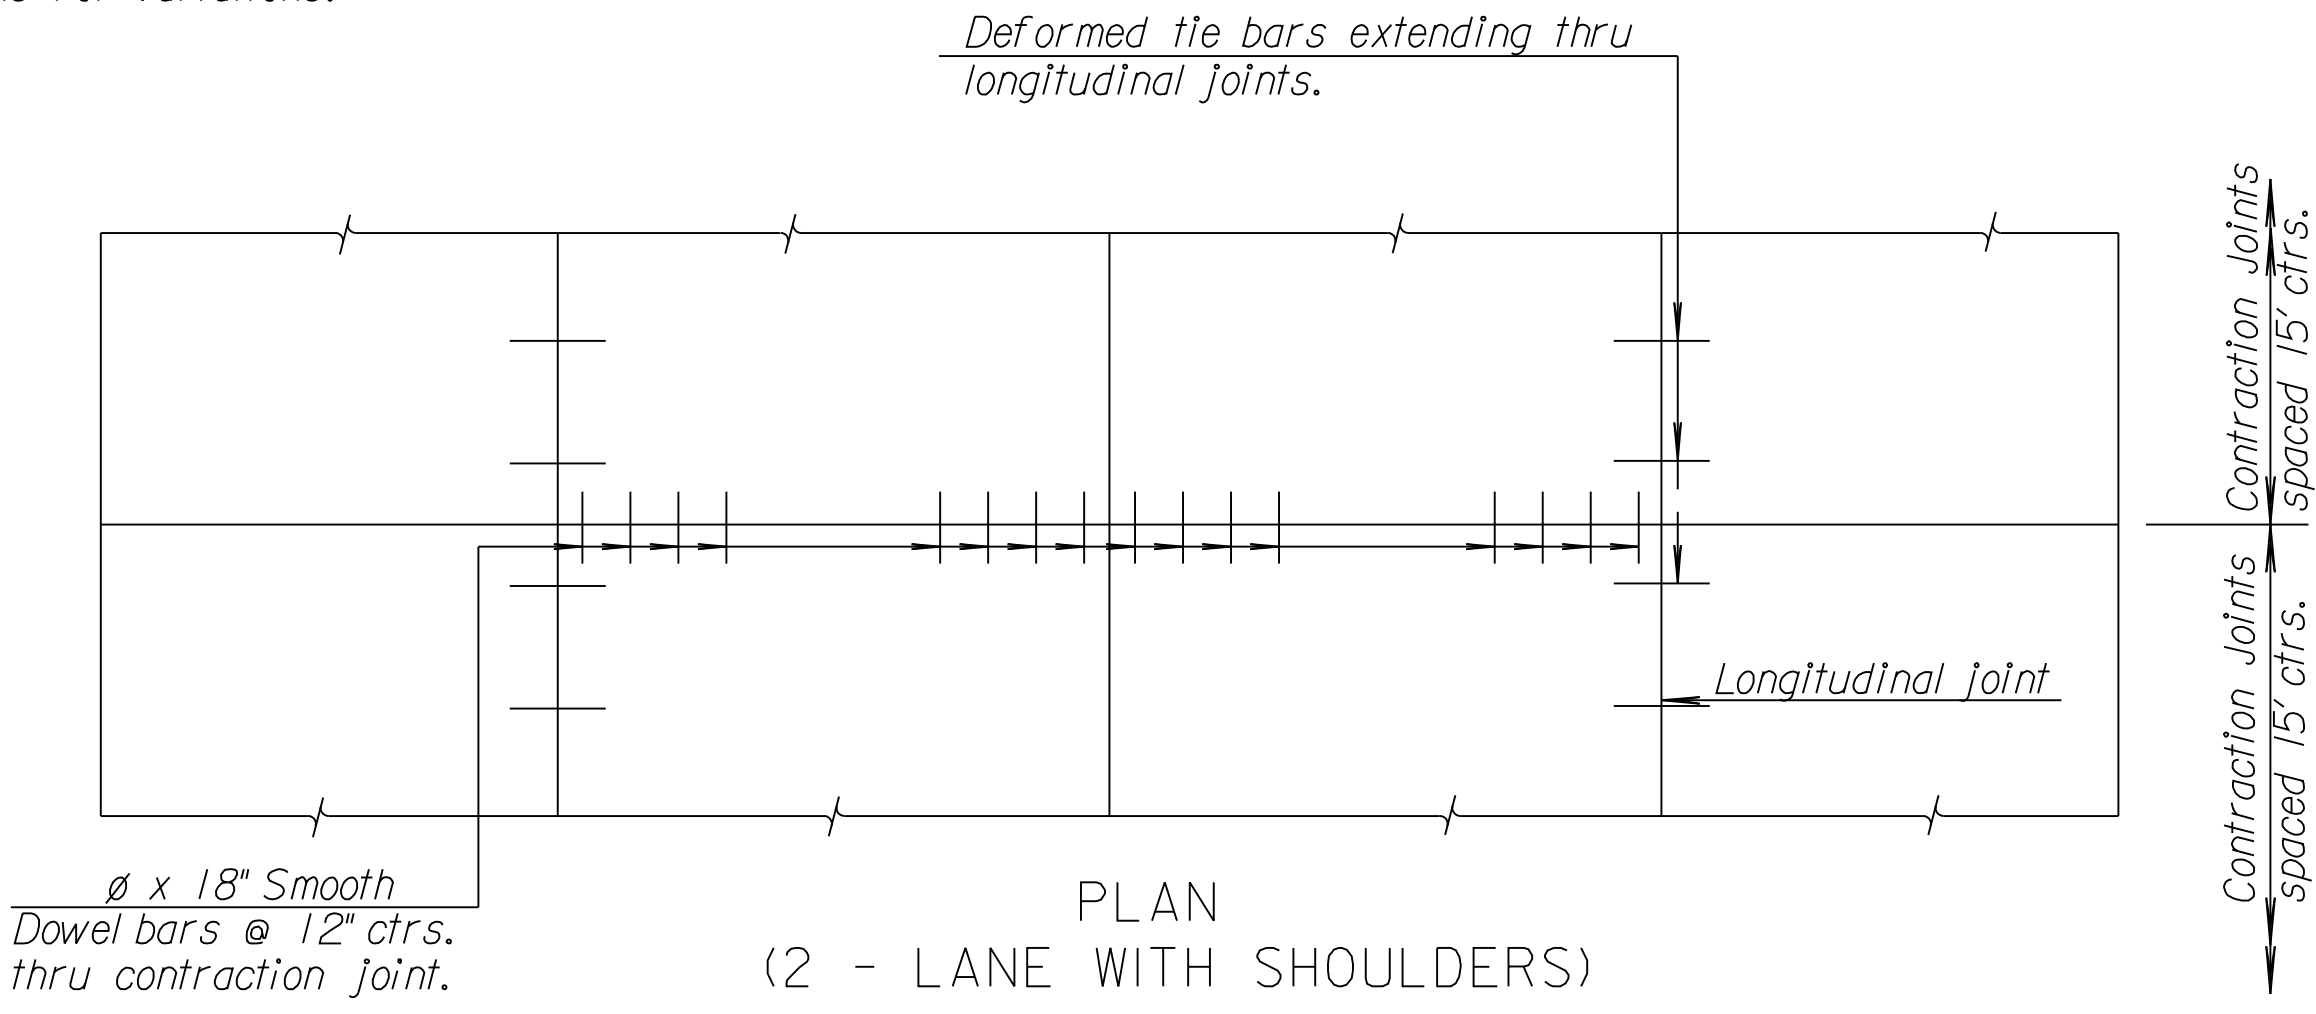 Deformed tie bars extending thru
longitudinal joints.
Contraction Joints
spaced 15' ctrs.
Longitudinal joint
Contraction Joints
spaced 15' ctrs.
ø x 18" Smooth
Dowel bars @ 12" ctrs.
thru contraction joint.
PLAN
(2 - LANE WITH SHOULDERS)